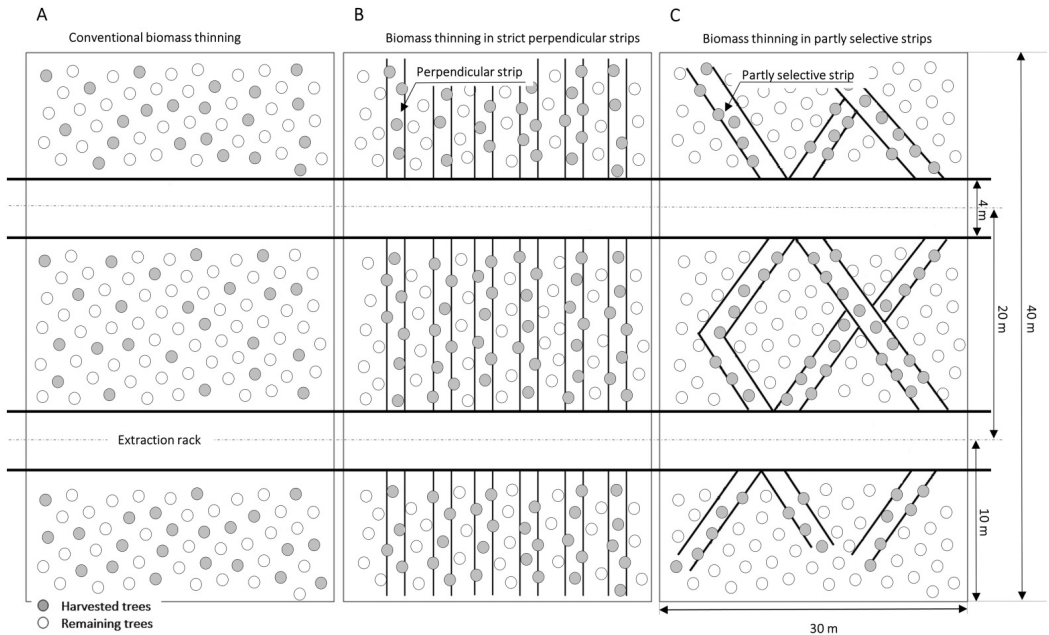 A
Conventional biomass thinning
B
Biomass thinning in strict perpendicular strips
C
Biomass thinning in partly selective strips
Perpendicular strip
Partly selective strip
4 m
20 m
40 m
Extraction rack
10 m
Harvested trees
Remaining trees
30 m